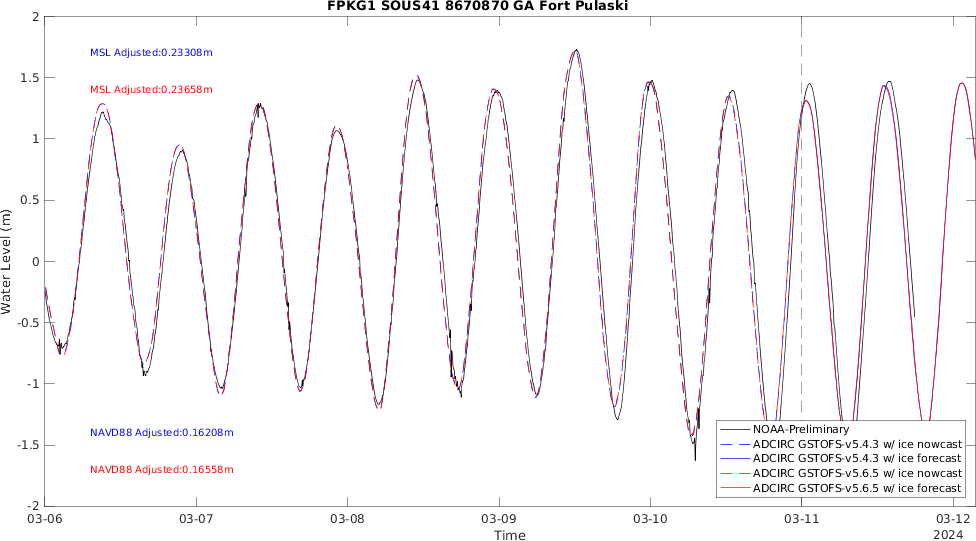 FPKG1 SOUS41 8670870 GA Fort Pulaski
2
1.5
1
0.5
0
-0.5
-1
-1.5
-2
Water Level (m)
MSL Adjusted:0.23308m
MSL Adjusted:0.23658m
NAVD88 Adjusted:0.16208m
NAVD88 Adjusted:0.16558m
NOAA-Preliminary
ADCIRC GSTOFS-v5.4.3 w/ ice nowcast
ADCIRC GSTOFS-v5.4.3 w/ ice forecast
ADCIRC GSTOFS-v5.6.5 w/ ice nowcast
ADCIRC GSTOFS-v5.6.5 w/ ice forecast
03-06 03-07 03-08 03-09 03-10 03-11 03-12
Time
2024